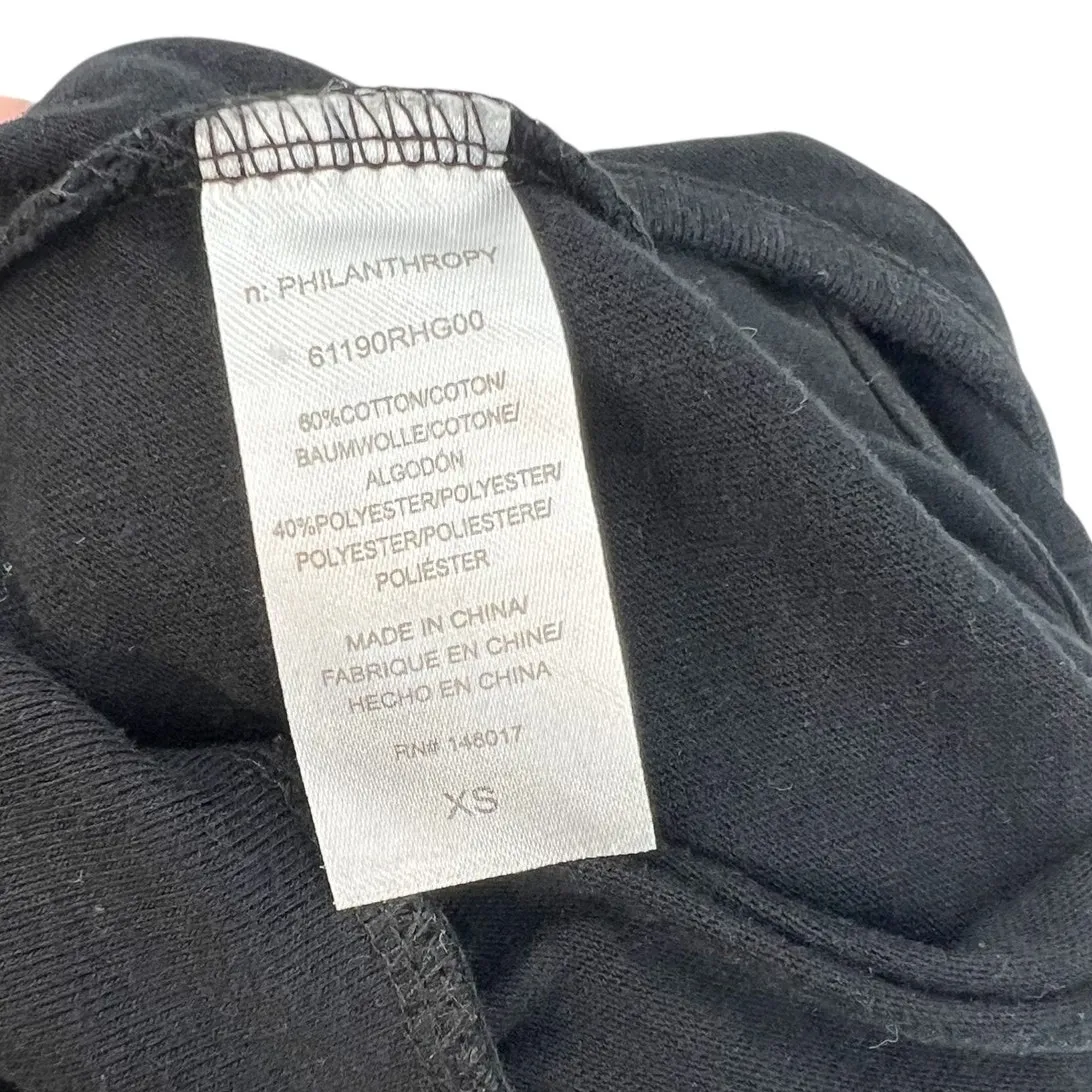 n: PHILANTHROPY
61190RHG00
60%COTTON/COTON/
BAUMWOLLE/COTONE/
ALGODÓN
40%POLYESTER/POLYESTER/
POLYESTER/POLIESTERE/
POLIÉSTER
MADE IN CHINA/
FABRIQUE EN CHINE/
HECHO EN CHINA
RN# 146017
XS